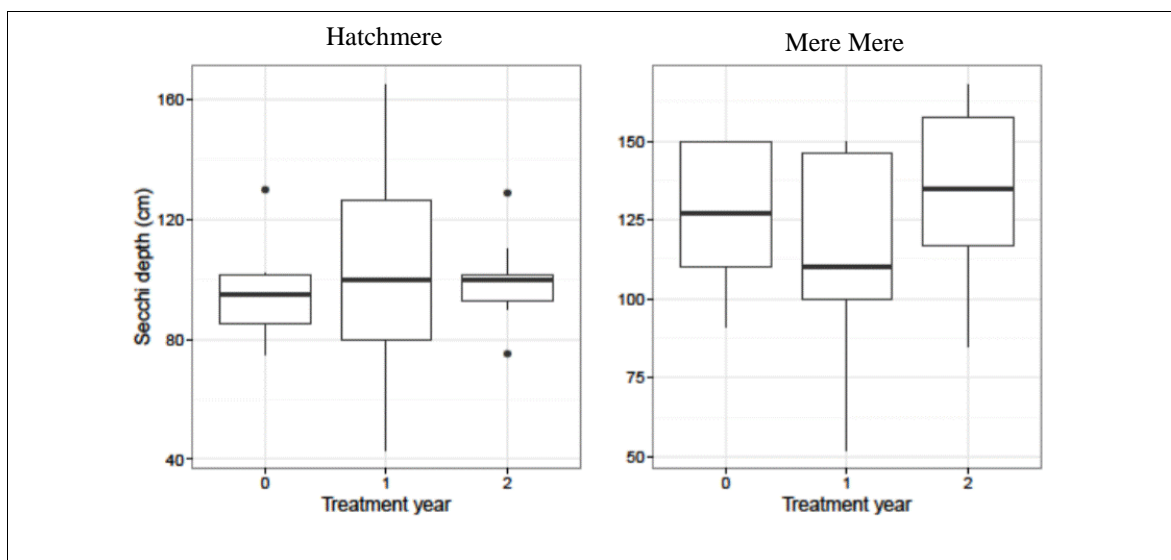 Hatchmere
Mere Mere
Secchi depth (cm)
160
120
80
40
0 1 2
Treatment year
150
125
100
75
50
0 1 2
Treatment year